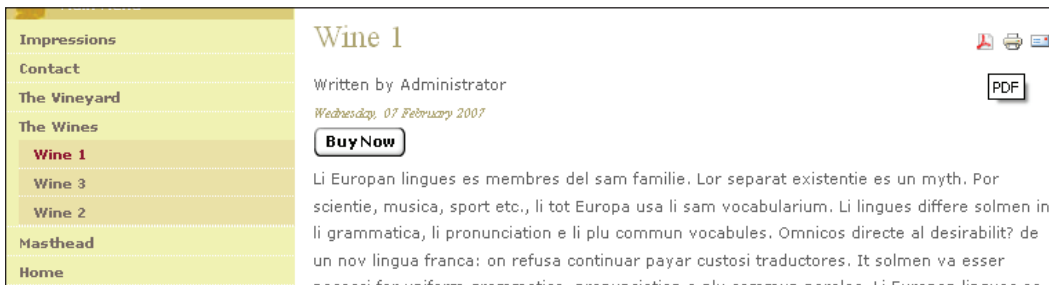 Impressions
Contact
The Vineyard
The Wines
Wine 1
Wine 3
Wine 2
Masthead
Home
Wine 1
Written by Administrator
PDF
Wednesday, 07 February 2007
Buy Now
Li Europan lingues es membres del sam familie. Lor separat existentie es un myth. Por
scientie, musica, sport etc., li tot Europa usa li sam vocabularium. Li lingues differe solmen in
li grammatica, li pronunciation e li plu commun vocabules. Omnicos directe al desirabilit? de
un nov lingua franca: on refusa continuar payar custosi traductores. It solmen va esser